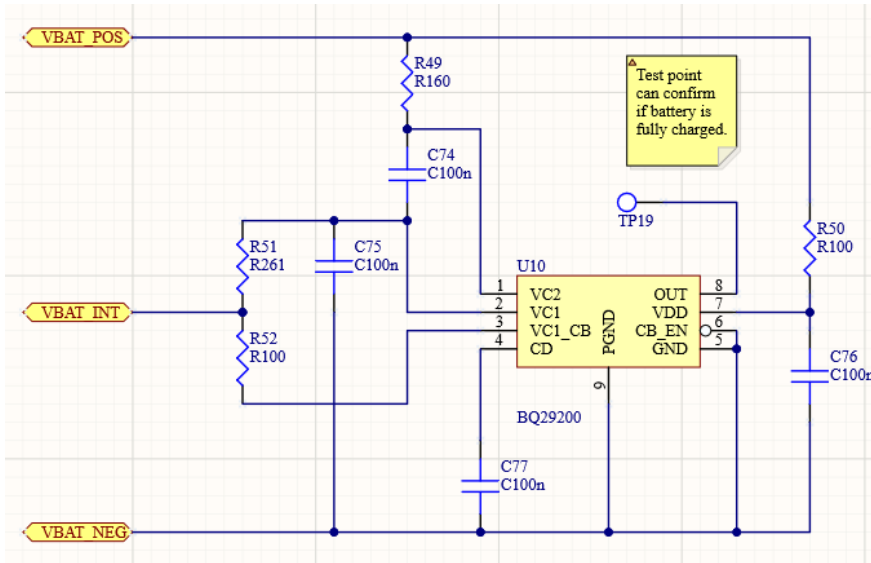 VBAT_POS
R49
R160
Test point
can confirm
if battery is
fully charged.
C74
C100n
TP19
R50
R100
R51
R261
C75
C100n
U10
1
VC2
OUT
8
VBAT_INT
2
VC1
VDD
7
3
VC1_CB
CB_EN
6
4
CD
PGND
GND
5
R52
R100
C76
C100n
9
BQ29200
C77
C100n
VBAT_NEG